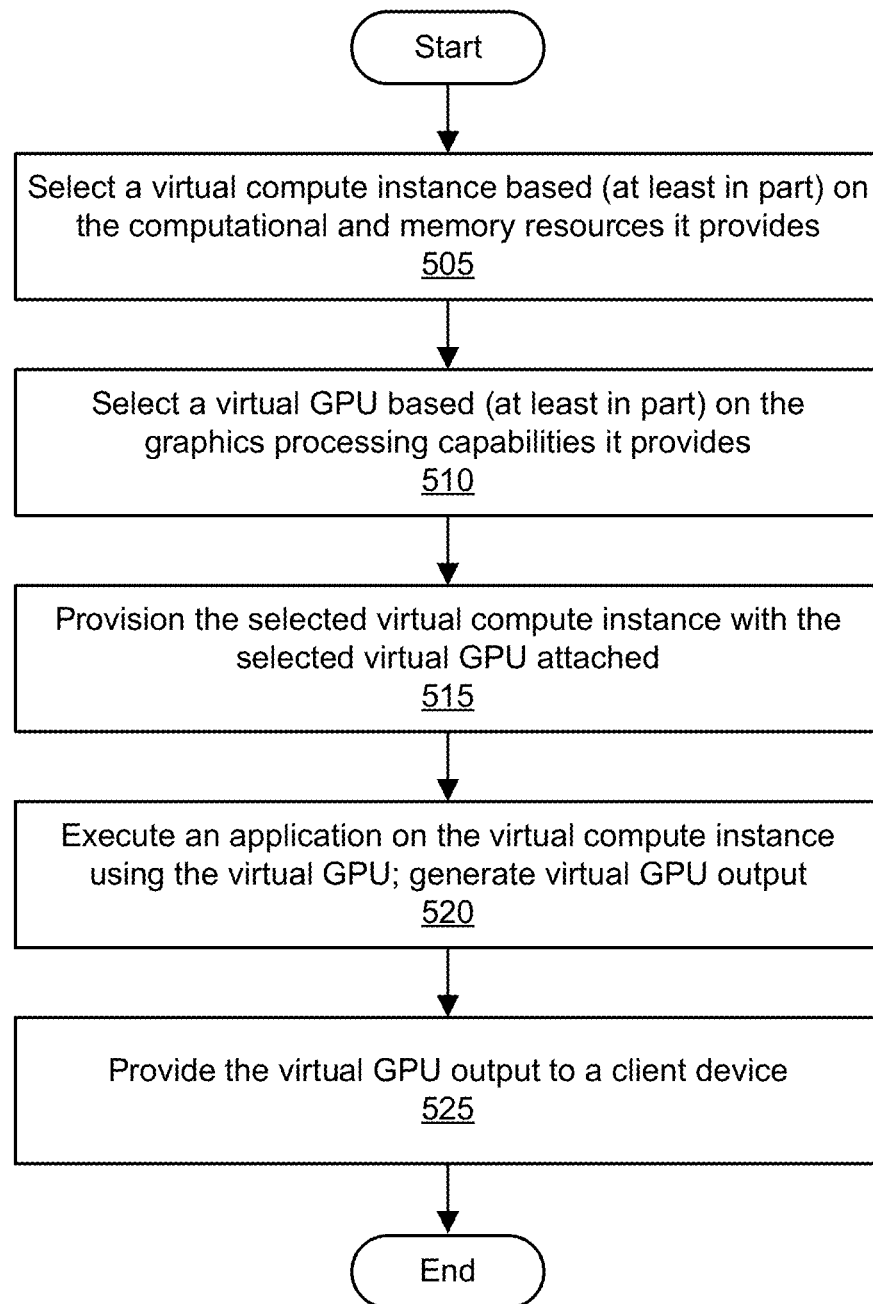 Start
Select a virtual compute instance based (at least in part) on
the computational and memory resources it provides
505
Select a virtual GPU based (at least in part) on the
graphics processing capabilities it provides
510
Provision the selected virtual compute instance with the
selected virtual GPU attached
515
Execute an application on the virtual compute instance
using the virtual GPU; generate virtual GPU output
520
Provide the virtual GPU output to a client device
525
End